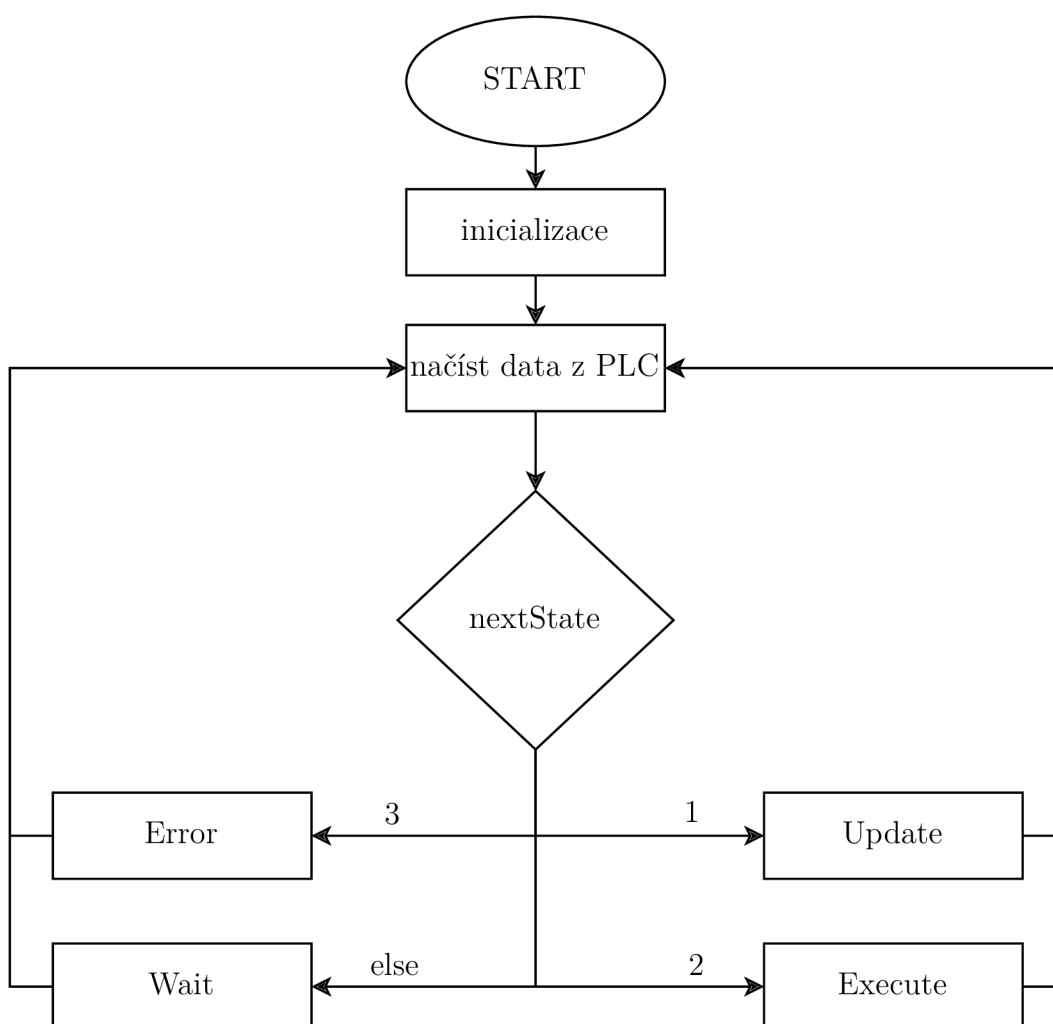 START
inicializace
načíst data z PLC
nextState
3
1
Error
Update
else
2
Wait
Execute